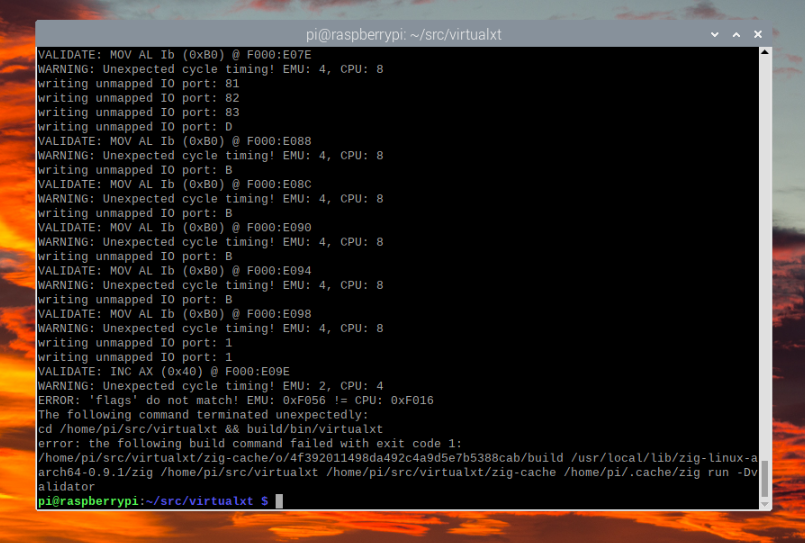 pi@raspberrypi: ~/src/virtualxt
VALIDATE: MOV AL Ib (0xB0) @ F000:E07E
WARNING: Unexpected cycle timing! EMU: 4, CPU: 8
writing unmapped IO port: 81
writing unmapped IO port: 82
writing unmapped IO port: 83
writing unmapped IO port: D
VALIDATE: MOV AL Ib (0xB0) @ F000:E088
WARNING: Unexpected cycle timing! EMU: 4, CPU: 8
writing unmapped IO port: B
VALIDATE: MOV AL Ib (0xB0) @ F000:E08C
WARNING: Unexpected cycle timing! EMU: 4, CPU: 8
writing unmapped IO port: B
VALIDATE: MOV AL Ib (0xB0) @ F000:E090
WARNING: Unexpected cycle timing! EMU: 4, CPU: 8
writing unmapped IO port: B
VALIDATE: MOV AL Ib (0xB0) @ F000:E094
WARNING: Unexpected cycle timing! EMU: 4, CPU: 8
writing unmapped IO port: B
VALIDATE: MOV AL Ib (0xB0) @ F000:E098
WARNING: Unexpected cycle timing! EMU: 4, CPU: 8
writing unmapped IO port: 1
writing unmapped IO port: 1
VALIDATE: INC AX (0x40) @ F000:E09E
WARNING: Unexpected cycle timing! EMU: 2, CPU: 4
ERROR: 'flags' do not match! EMU: 0xF056 != CPU: 0xF016
The following command terminated unexpectedly:
cd /home/pi/src/virtualxt && build/bin/virtualxt
error: the following build command failed with exit code 1:
/home/pi/src/virtualxt/zig-cache/o/4f392011498da492c4a9d5e7b5388cab/build /usr/local/lib/zig-linux-a
arch64-0.9.1/zig /home/pi/src/virtualxt /home/pi/src/virtualxt/zig-cache /home/pi/.cache/zig run -Dv
alidator
pi@raspberrypi:~/src/virtualxt $